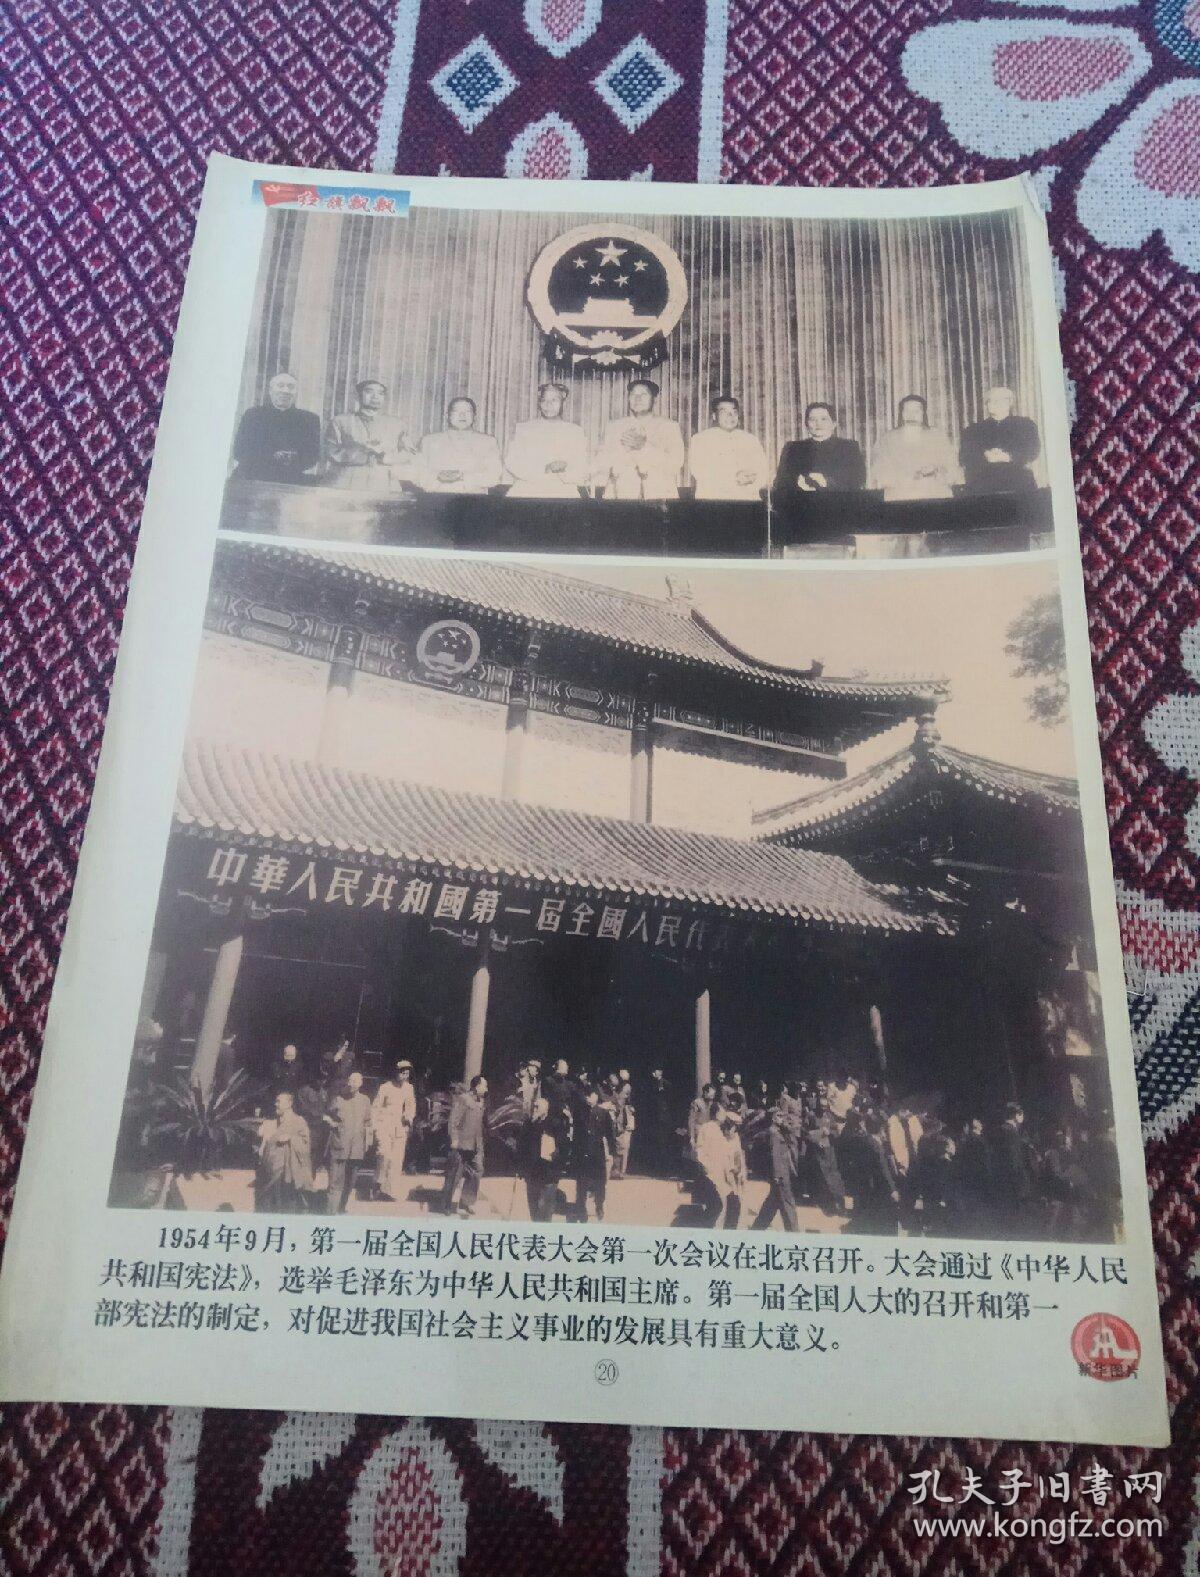 红旗飘飘
中華人民共和國第一屆全國人民代表
1954年9月，第一届全国人民代表大会第一次会议在北京召开。大会通过《中华人民
共和国宪法》，选举毛泽东为中华人民共和国主席。第一届全国人大的召开和第一
部宪法的制定，对促进我国社会主义事业的发展具有重大意义。
新华图片
⑳
孔夫子旧書网
www.kongfz.com